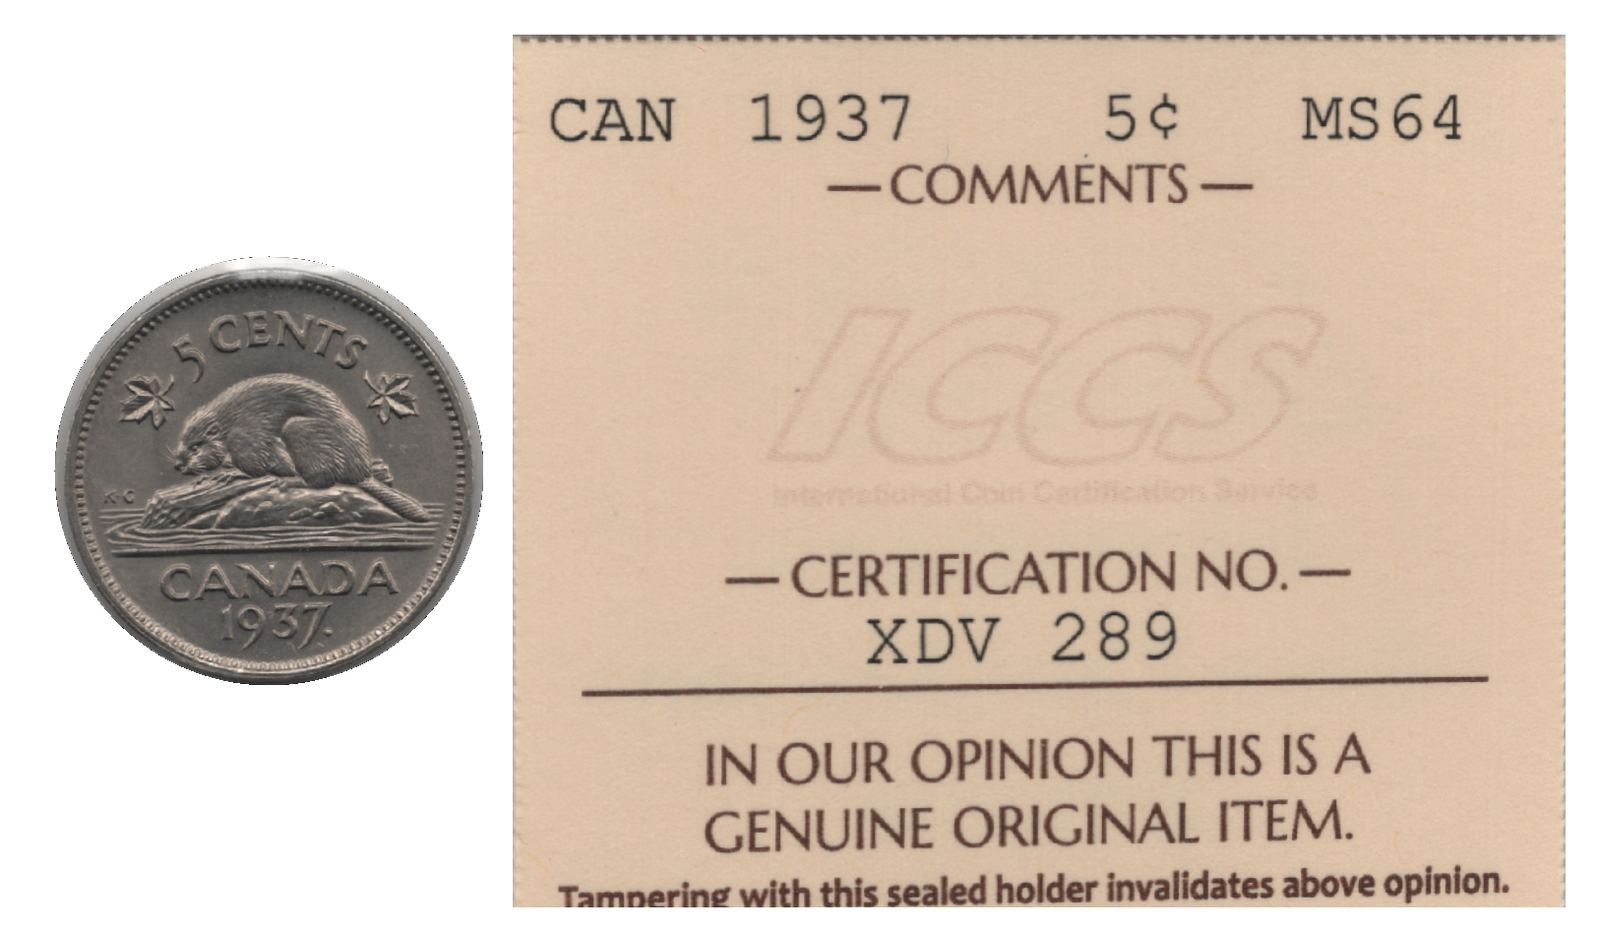 5 CENTS
K·G
CANADA
1937.
CAN 1937 5¢ MS64
—COMMENTS—
ICCS
International Coin Certification Service
—CERTIFICATION NO.—
XDV 289
IN OUR OPINION THIS IS A
GENUINE ORIGINAL ITEM.
Tampering with this sealed holder invalidates above opinion.